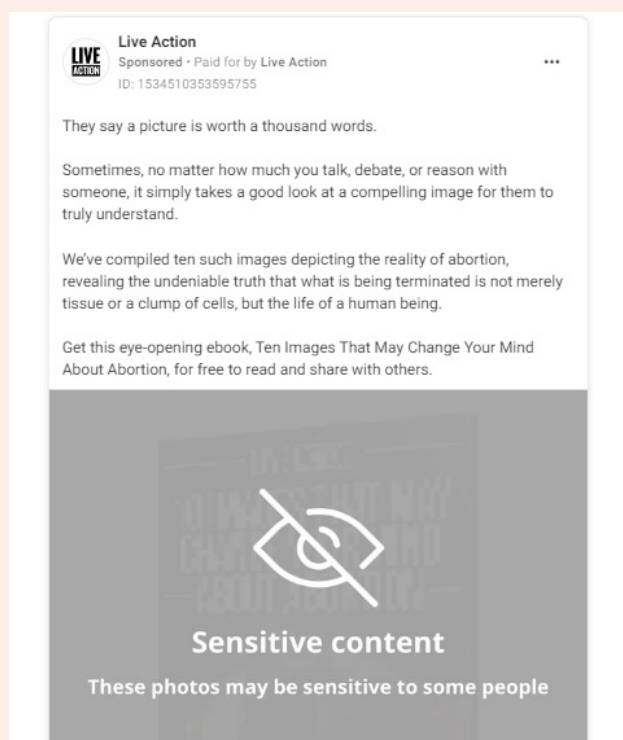 LIVE
ACTION
Live Action
Sponsored • Paid for by Live Action
ID: 1534510353595755
They say a picture is worth a thousand words.
Sometimes, no matter how much you talk, debate, or reason with
someone, it simply takes a good look at a compelling image for them to
truly understand.
We've compiled ten such images depicting the reality of abortion,
revealing the undeniable truth that what is being terminated is not merely
tissue or a clump of cells, but the life of a human being.
Get this eye-opening ebook, Ten Images That May Change Your Mind
About Abortion, for free to read and share with others.
Sensitive content
These photos may be sensitive to some people